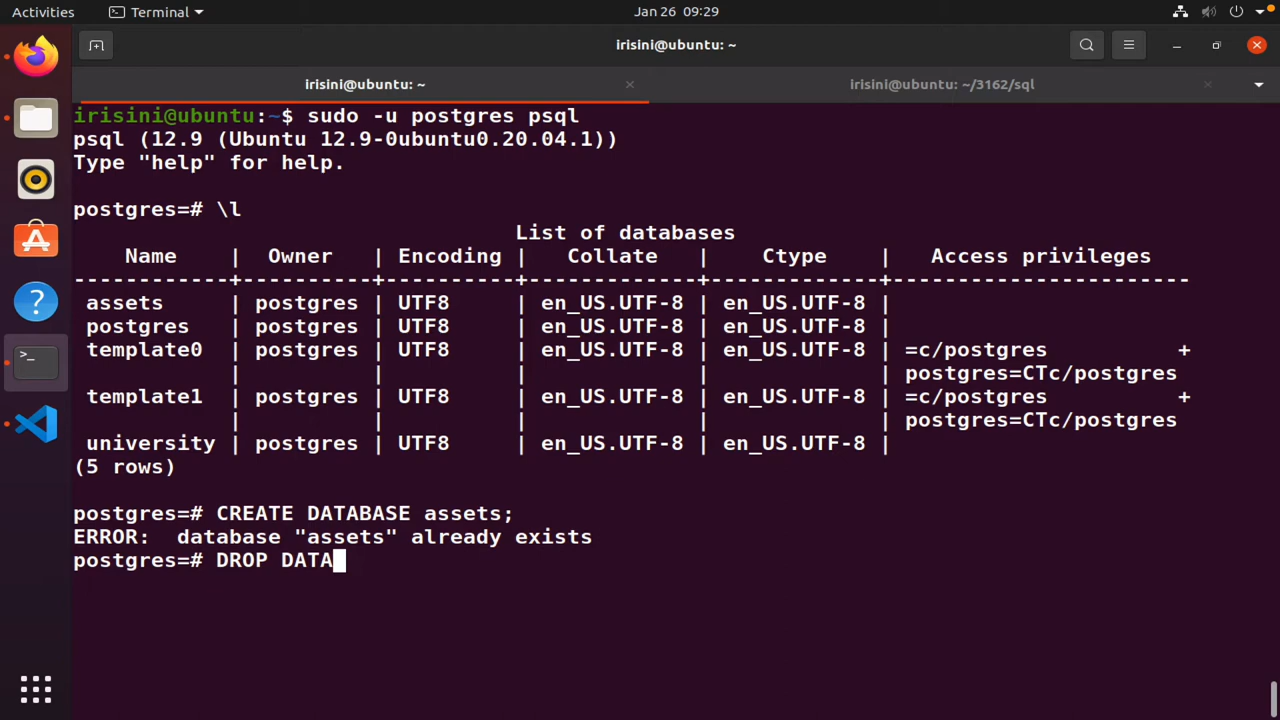 Activities Terminal Jan 26 09:29
irisini@ubuntu: ~
irisini@ubuntu: ~ irisini@ubuntu: ~/3162/sql
irisini@ubuntu:~$ sudo -u postgres psql
psql (12.9 (Ubuntu 12.9-0ubuntu0.20.04.1))
Type "help" for help.
postgres=# \l
List of databases
Name | Owner | Encoding | Collate | Ctype | Access privileges
------------+----------+----------+-------------+-------------+-----------------------
assets | postgres | UTF8 | en_US.UTF-8 | en_US.UTF-8 |
postgres | postgres | UTF8 | en_US.UTF-8 | en_US.UTF-8 |
template0 | postgres | UTF8 | en_US.UTF-8 | en_US.UTF-8 | =c/postgres +
| | | | | postgres=CTc/postgres
template1 | postgres | UTF8 | en_US.UTF-8 | en_US.UTF-8 | =c/postgres +
| | | | | postgres=CTc/postgres
university | postgres | UTF8 | en_US.UTF-8 | en_US.UTF-8 |
(5 rows)
postgres=# CREATE DATABASE assets;
ERROR:  database "assets" already exists
postgres=# DROP DATA